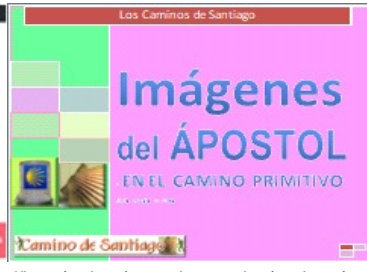 Los Caminos de Santiago
Imágenes
del ÁPOSTOL
EN EL CAMINO PRIMITIVO
Camino de Santiago